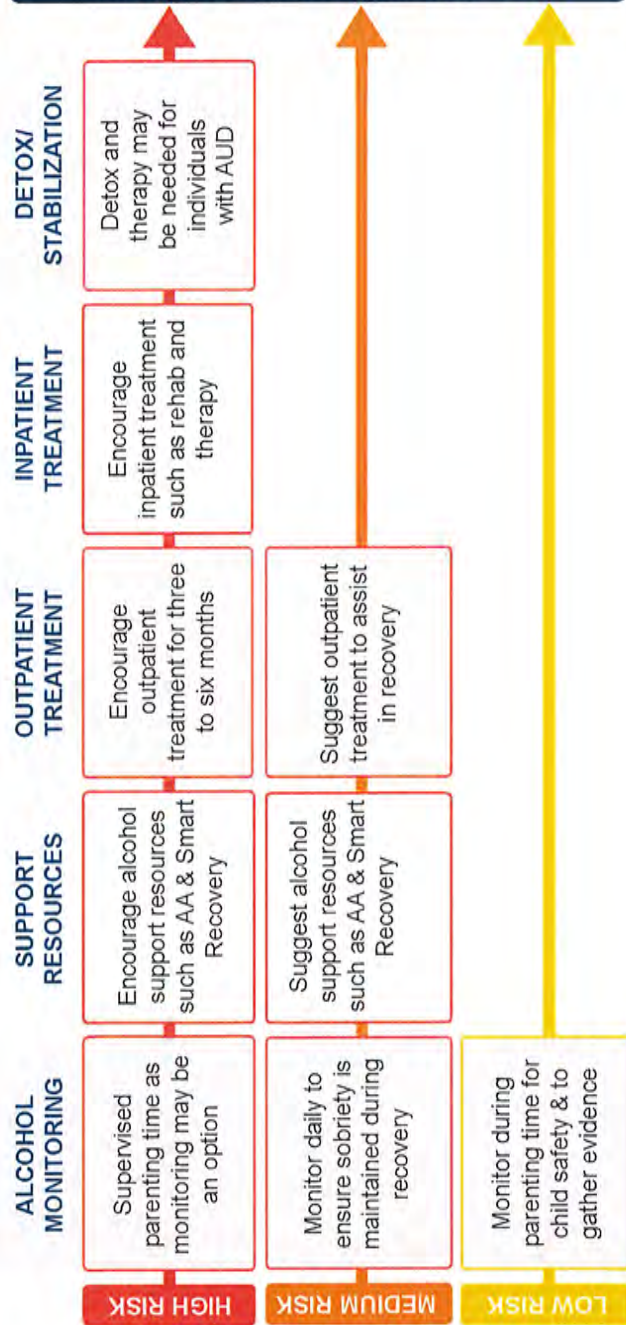 ALCOHOL
MONITORING
SUPPORT
RESOURCES
OUTPATIENT
TREATMENT
INPATIENT
TREATMENT
DETOX/
STABILIZATION
HIGH RISK
Supervised
parenting time as
monitoring may be
an option
Encourage alcohol
support resources
such as AA & Smart
Recovery
Encourage
outpatient
treatment for three
to six months
Encourage
inpatient treatment
such as rehab and
therapy
Detox and
therapy may
be needed for
individuals
with AUD
MEDIUM RISK
Monitor daily to
ensure sobriety is
maintained during
recovery
Suggest alcohol
support resources
such as AA & Smart
Recovery
Suggest outpatient
treatment to assist
in recovery
LOW RISK
Monitor during
parenting time for
child safety & to
gather evidence